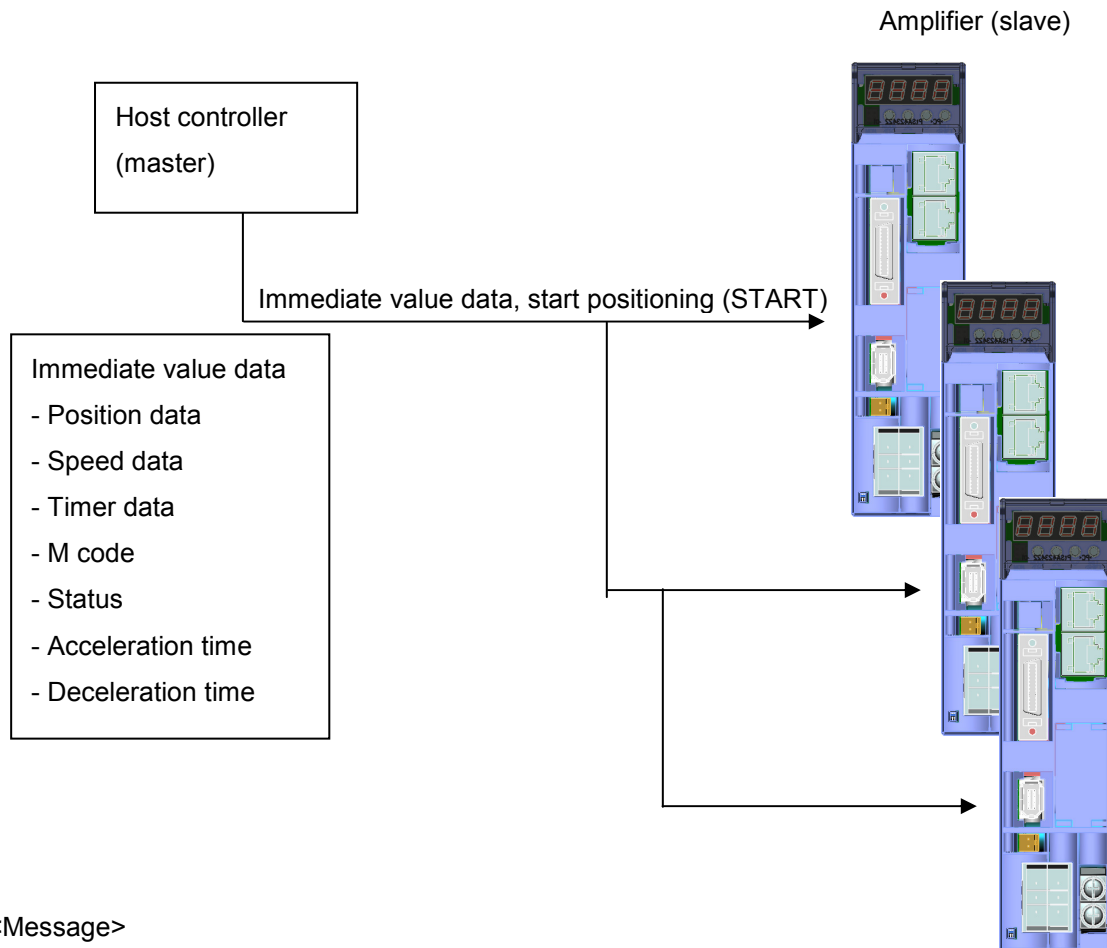 Amplifier (slave)
Host controller
(master)
Immediate value data, start positioning (START)
Immediate value data
- Position data
- Speed data
- Timer data
- M code
- Status
- Acceleration time
- Deceleration time
<Message>